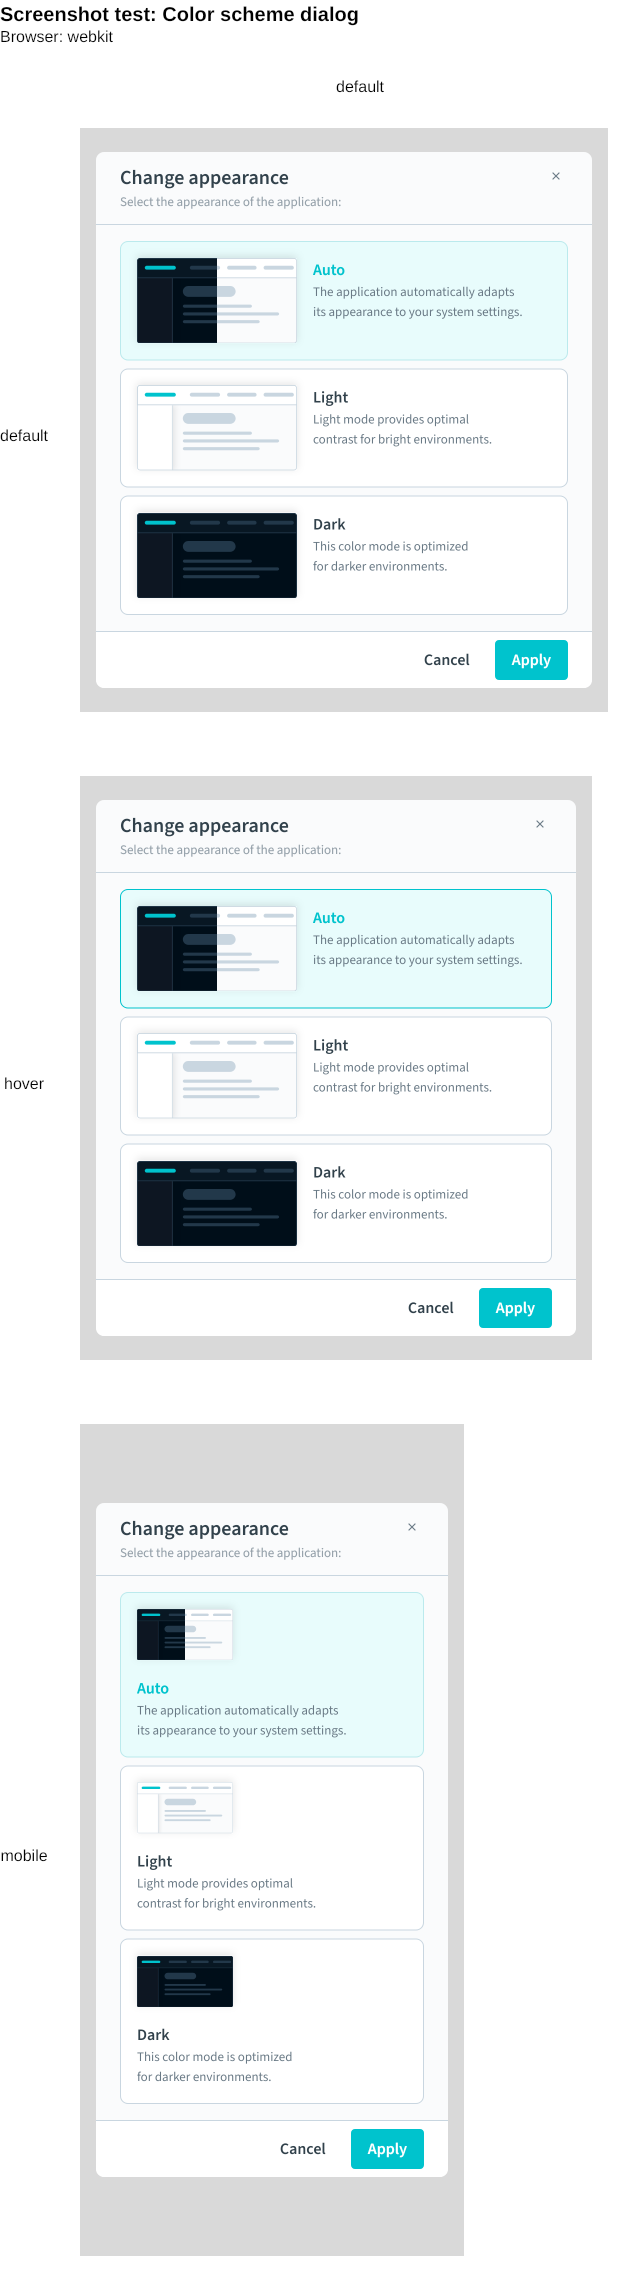 Screenshot test: Color scheme dialog
Browser: webkit
default
default
Change appearance
×
Select the appearance of the application:
Auto
The application automatically adapts
its appearance to your system settings.
Light
Light mode provides optimal
contrast for bright environments.
Dark
This color mode is optimized
for darker environments.
Cancel Apply
hover
Change appearance
×
Select the appearance of the application:
Auto
The application automatically adapts
its appearance to your system settings.
Light
Light mode provides optimal
contrast for bright environments.
Dark
This color mode is optimized
for darker environments.
Cancel Apply
mobile
Change appearance
×
Select the appearance of the application:
Auto
The application automatically adapts
its appearance to your system settings.
Light
Light mode provides optimal
contrast for bright environments.
Dark
This color mode is optimized
for darker environments.
Cancel Apply